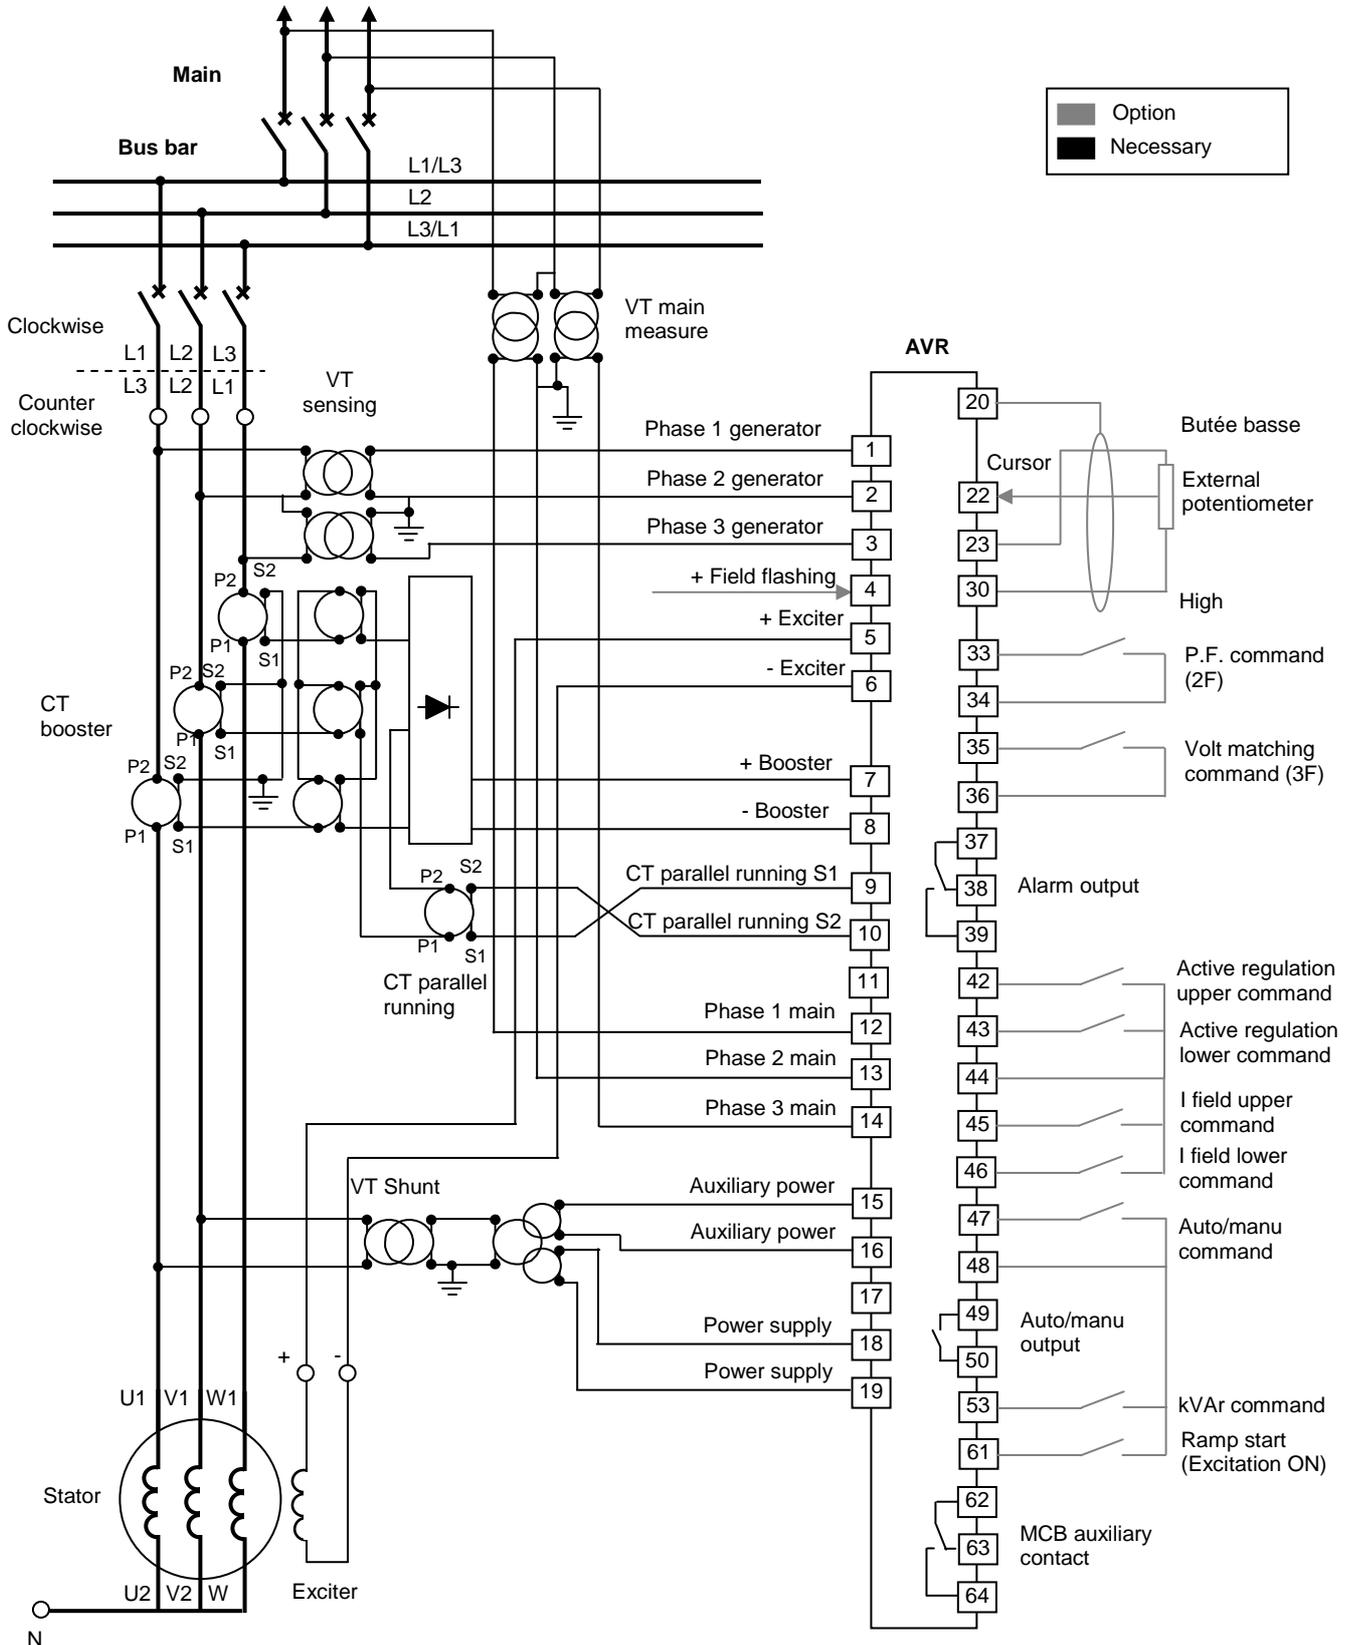 Main
Bus bar
L1/L3
L2
L3/L1
Option
Necessary
Clockwise
L1 L2 L3
L3 L2 L1
Counter
clockwise
VT
sensing
VT main
measure
AVR
Phase 1 generator
1
Phase 2 generator
2
Phase 3 generator
3
+ Field flashing
4
+ Exciter
5
- Exciter
6
+ Booster
7
- Booster
8
CT parallel running S1
9
CT parallel running S2
10
11
Phase 1 main
12
Phase 2 main
13
Phase 3 main
14
Auxiliary power
15
Auxiliary power
16
17
Power supply
18
Power supply
19
P2 S2
P1 S1
P2 S2
P1 S1
P2 S2
P1 S1
CT
booster
P2 S2
P1 S1
CT parallel
running
VT Shunt
+ -
U1 V1 W1
Stator
U2 V2 W
Exciter
N
20
Butée basse
Cursor
22
External
potentiometer
23
30
High
33
P.F. command
(2F)
34
35
Volt matching
command (3F)
36
37
38
Alarm output
39
42
Active regulation
upper command
43
Active regulation
lower command
44
45
I field upper
command
46
I field lower
command
47
Auto/manu
command
48
49
Auto/manu
output
50
53
kVAr command
61
Ramp start
(Excitation ON)
62
63
MCB auxiliary
contact
64